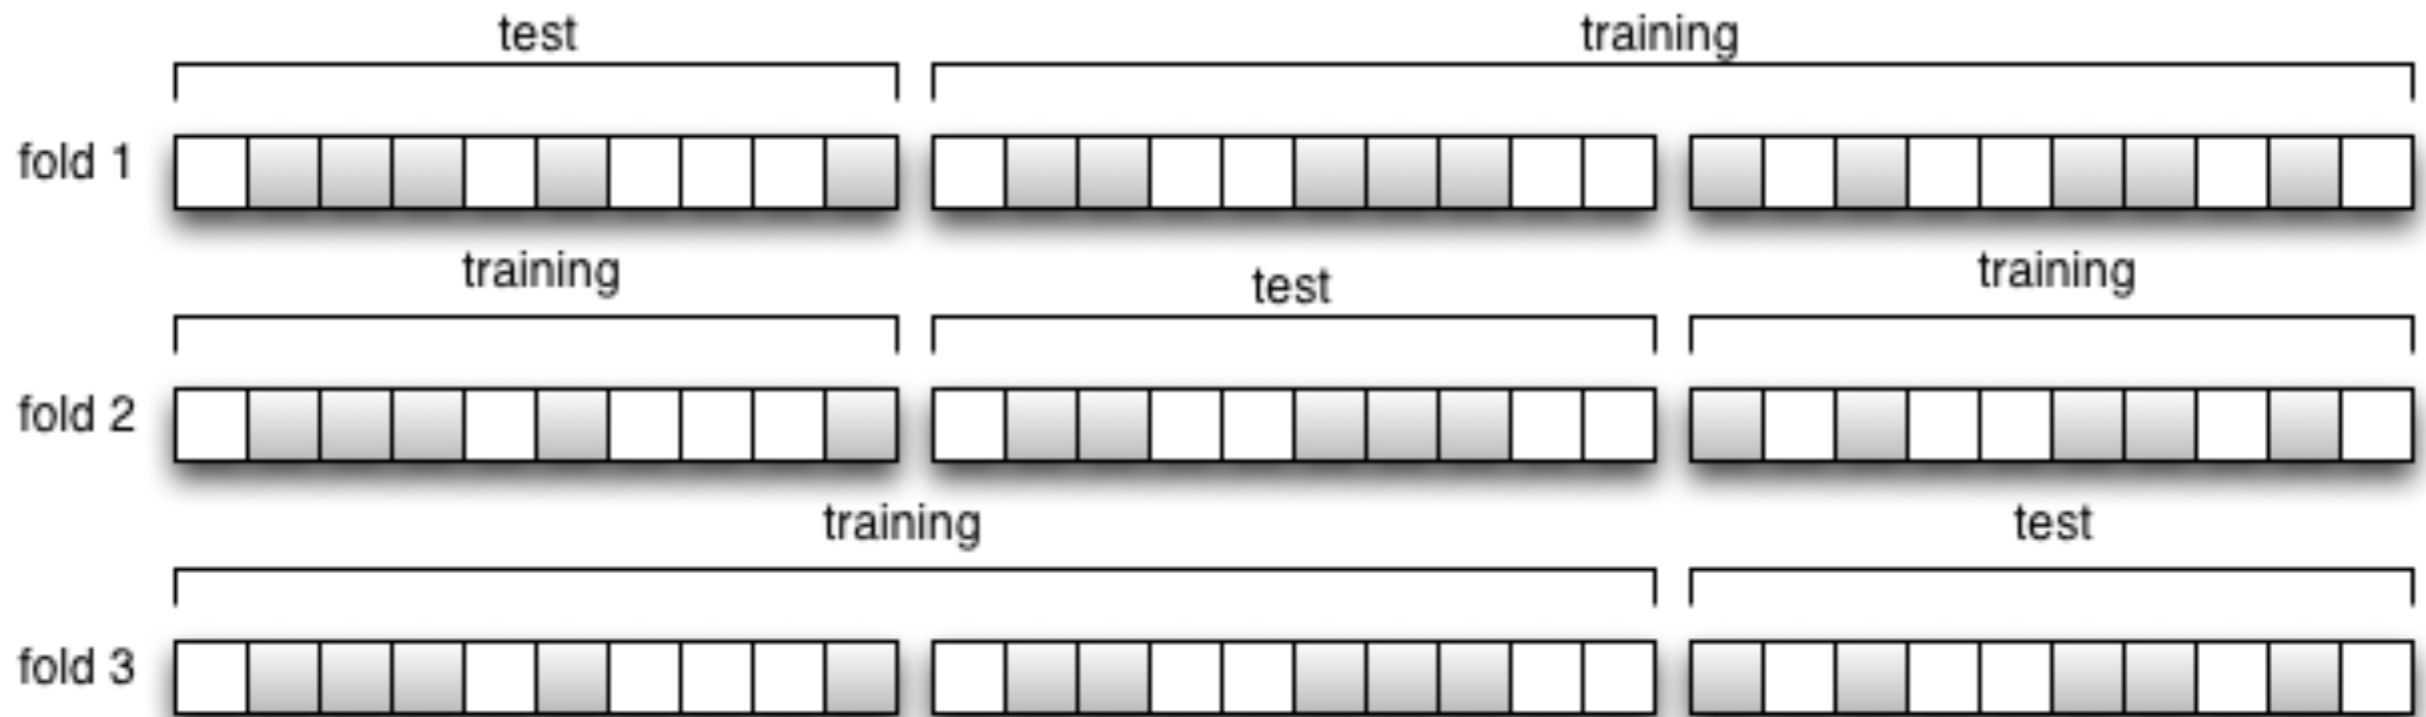 test training
fold 1
training test training
fold 2
training test
fold 3